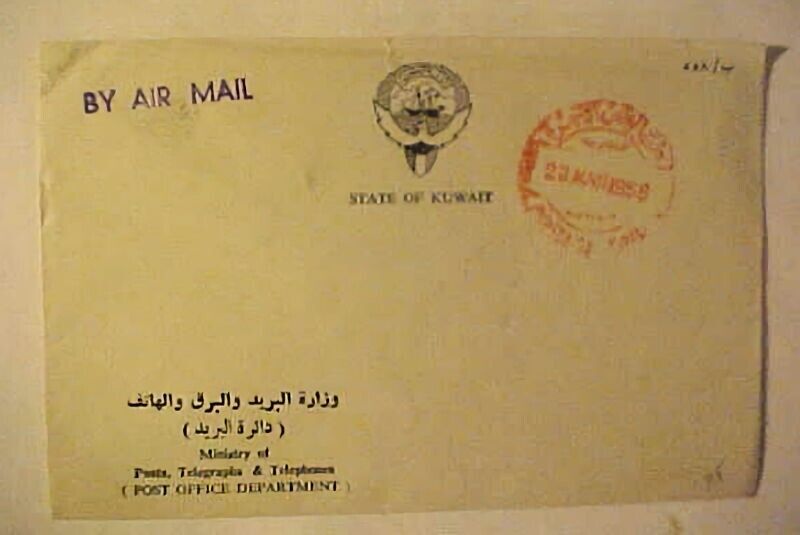 BY AIR MAIL
STATE OF KUWAIT
وزارة البريد والبرق والهاتف
( دائرة البريد )
Ministry of
Posts, Telegraphs & Telephones
( POST OFFICE DEPARTMENT )